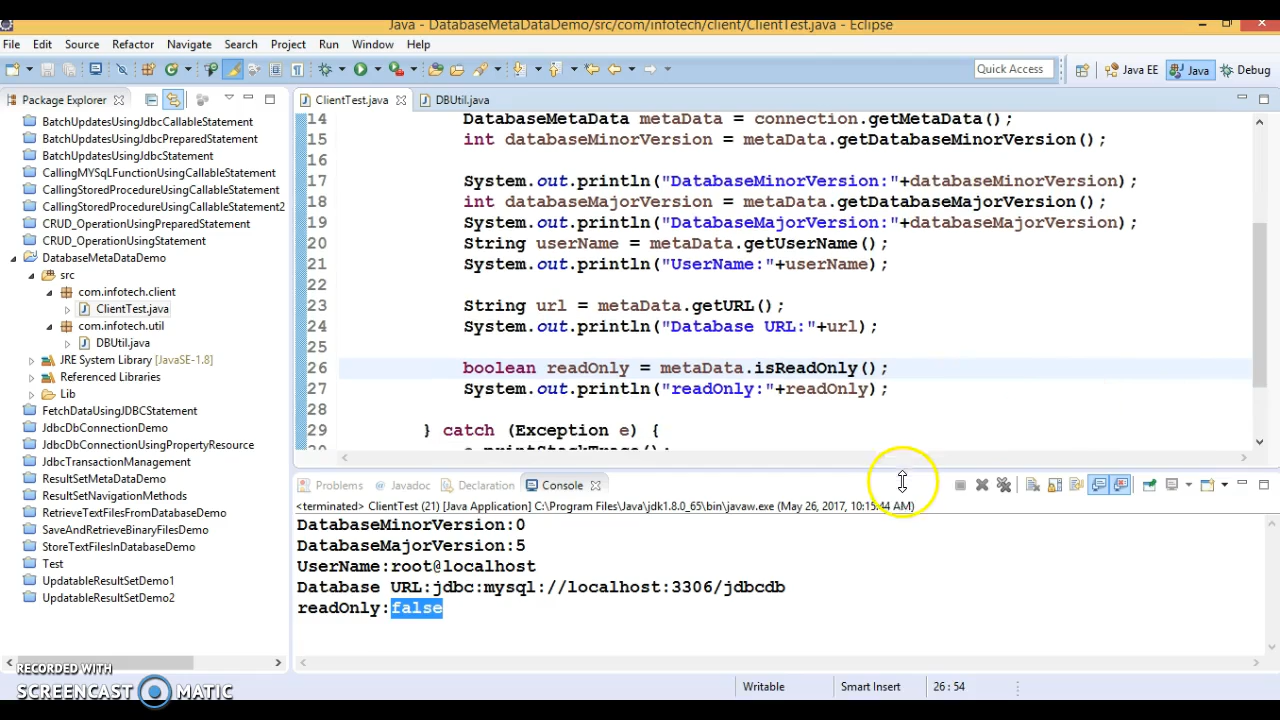 Java - DatabaseMetaDataDemo/src/com/infotech/client/ClientTest.java - Eclipse
File Edit Source Refactor Navigate Search Project Run Window Help
Quick Access
Java EE
Java
Debug
Package Explorer
BatchUpdatesUsingJdbcCallableStatement
BatchUpdatesUsingJdbcPreparedStatement
BatchUpdatesUsingJdbcStatement
CallingMYSqlFunctionUsingCallableStatement
CallingStoredProcedureUsingCallableStatement
CallingStoredProcedureUsingCallableStatement2
CRUD_OperationUsingPreparedStatement
CRUD_OperationUsingStatement
DatabaseMetaDataDemo
src
com.infotech.client
ClientTest.java
com.infotech.util
DBUtil.java
JRE System Library [JavaSE-1.8]
Referenced Libraries
Lib
FetchDataUsingJDBCStatement
JdbcDbConnectionDemo
JdbcDbConnectionUsingPropertyResource
JdbcTransactionManagement
ResultSetMetaDataDemo
ResultSetNavigationMethods
RetrieveTextFilesFromDatabaseDemo
SaveAndRetrieveBinaryFilesDemo
StoreTextFilesInDatabaseDemo
Test
UpdatableResultSetDemo1
UpdatableResultSetDemo2
ClientTest.java
DBUtil.java
14 DatabaseMetaData metaData = connection.getMetaData();
15 int databaseMinorVersion = metaData.getDatabaseMinorVersion();
16
17 System.out.println("DatabaseMinorVersion:"+databaseMinorVersion);
18 int databaseMajorVersion = metaData.getDatabaseMajorVersion();
19 System.out.println("DatabaseMajorVersion:"+databaseMajorVersion);
20 String userName = metaData.getUserName();
21 System.out.println("UserName:"+userName);
22
23 String url = metaData.getURL();
24 System.out.println("Database URL:"+url);
25
26 boolean readOnly = metaData.isReadOnly();
27 System.out.println("readOnly:"+readOnly);
28
29 } catch (Exception e) {
30 e.printStackTrace();
Problems Javadoc Declaration Console
<terminated> ClientTest (21) [Java Application] C:\Program Files\Java\jdk1.8.0_65\bin\javaw.exe (May 26, 2017, 10:15:44 AM)
DatabaseMinorVersion:0
DatabaseMajorVersion:5
UserName:root@localhost
Database URL:jdbc:mysql://localhost:3306/jdbcdb
readOnly:false
Writable
Smart Insert
26 : 54
RECORDED WITH
SCREENCAST MATIC